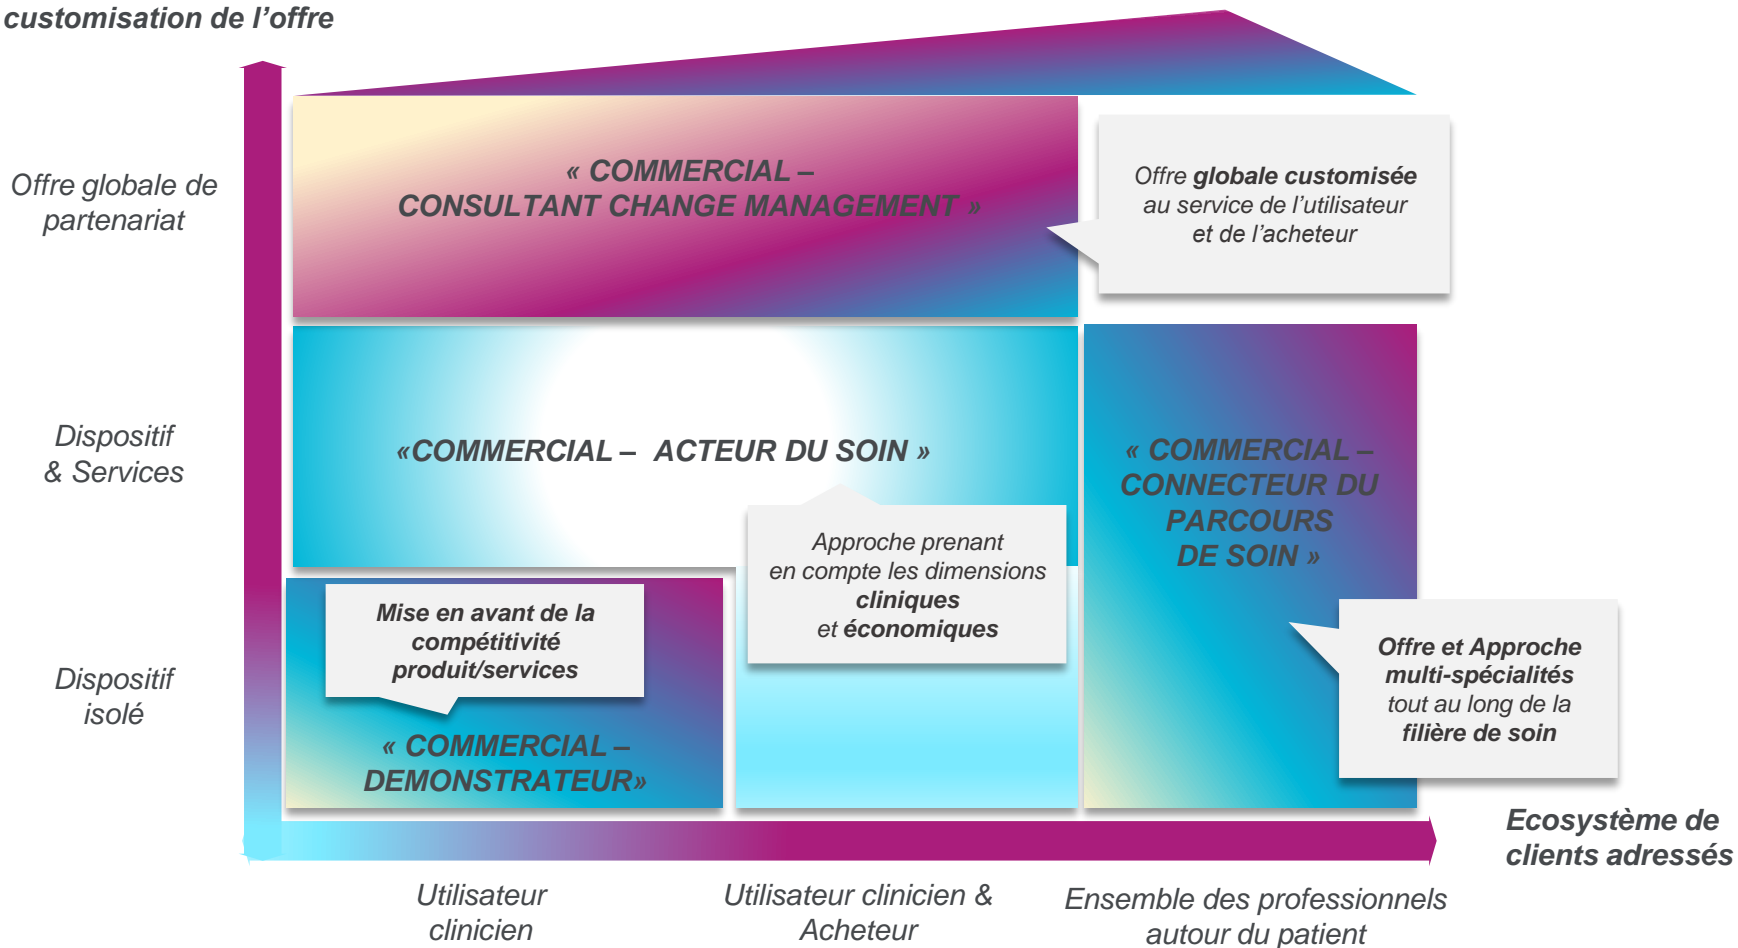 customisation de l’offre
Offre globale de
partenariat
« COMMERCIAL –
CONSULTANT CHANGE MANAGEMENT »
Offre globale customisée
au service de l’utilisateur
et de l’acheteur
Dispositif
& Services
«COMMERCIAL – ACTEUR DU SOIN »
« COMMERCIAL –
CONNECTEUR DU
PARCOURS
DE SOIN »
Approche prenant
en compte les dimensions
cliniques
et économiques
Dispositif
isolé
Mise en avant de la
compétitivité
produit/services
« COMMERCIAL –
DEMONSTRATEUR»
Offre et Approche
multi-spécialités
tout au long de la
filière de soin
Ecosystème de
clients adressés
Utilisateur
clinicien
Utilisateur clinicien &
Acheteur
Ensemble des professionnels
autour du patient